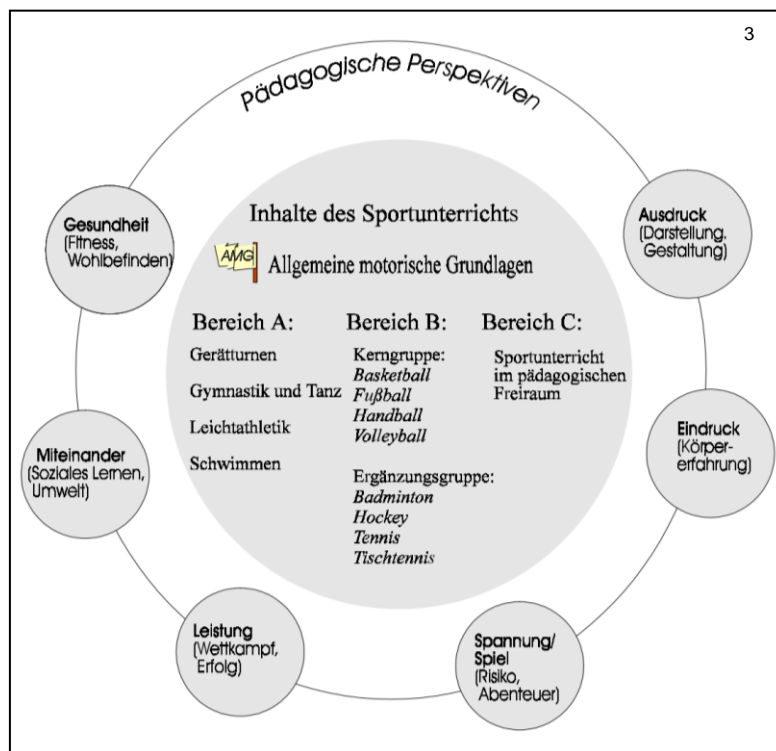 3
Pädagogische Perspektiven
Gesundheit
(Fitness,
Wohlbefinden)
Ausdruck
(Darstellung.
Gestaltung)
Inhalte des Sportunterrichts
AMG
Allgemeine motorische Grundlagen
Bereich A:
Gerätturnen
Gymnastik und Tanz
Leichtathletik
Schwimmen
Bereich B:
Kerngruppe:
Basketball
Fußball
Handball
Volleyball
Ergänzungsgruppe:
Badminton
Hockey
Tennis
Tischtennis
Bereich C:
Sportunterricht
im pädagogischen
Freiraum
Miteinander
(Soziales Lernen,
Umwelt)
Eindruck
(Körper-
erfahrung)
Leistung
(Wettkampf,
Erfolg)
Spannung/
Spiel
(Risiko,
Abenteuer)